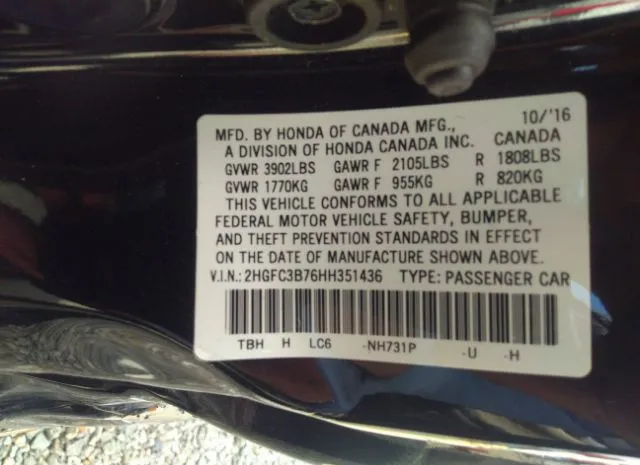 MFD. BY HONDA OF CANADA MFG., 10/'16
A DIVISION OF HONDA CANADA INC. CANADA
GVWR 3902LBS GAWR F 2105LBS R 1808LBS
GVWR 1770KG GAWR F 955KG R 820KG
THIS VEHICLE CONFORMS TO ALL APPLICABLE
FEDERAL MOTOR VEHICLE SAFETY, BUMPER,
AND THEFT PREVENTION STANDARDS IN EFFECT
ON THE DATE OF MANUFACTURE SHOWN ABOVE.
V.I.N.: 2HGFC3B76HH351436 TYPE: PASSENGER CAR
TBH H LC6 -NH731P -U -H